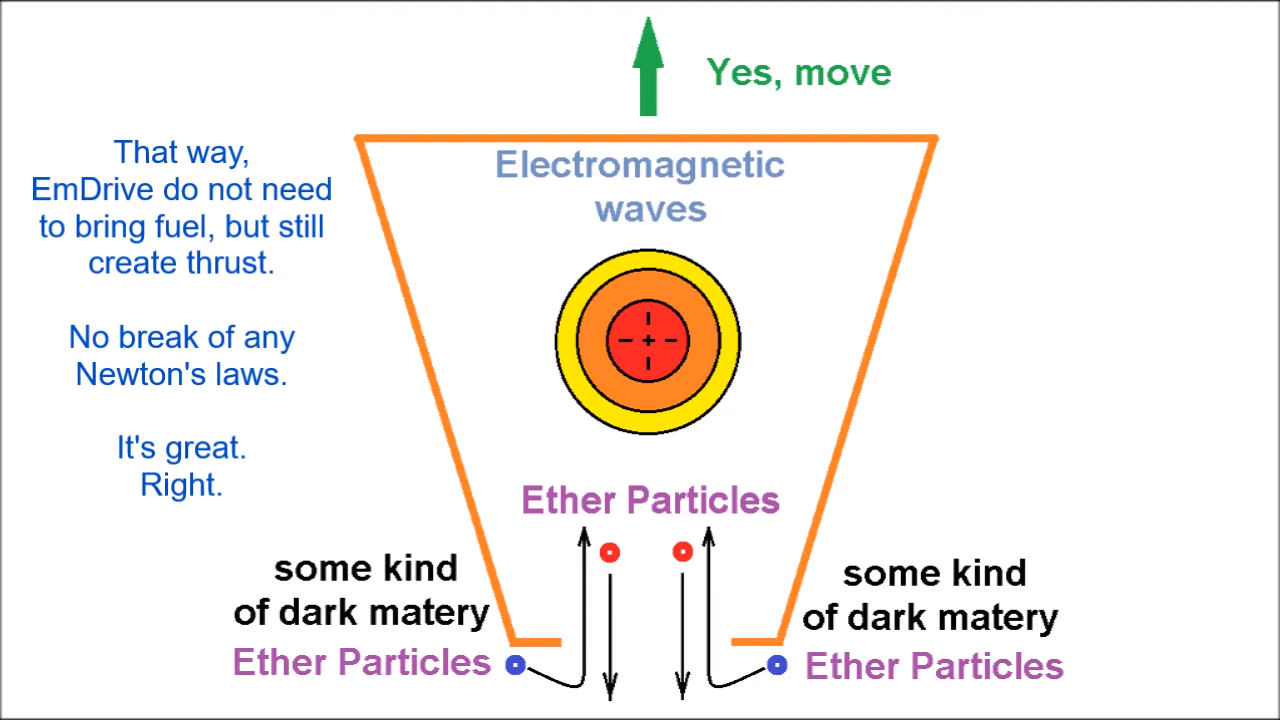 Yes, move
Electromagnetic
waves
That way,
EmDrive do not need
to bring fuel, but still
create thrust.
No break of any
Newton's laws.
It's great.
Right.
Ether Particles
some kind
of dark matery
Ether Particles
some kind
of dark matery
Ether Particles